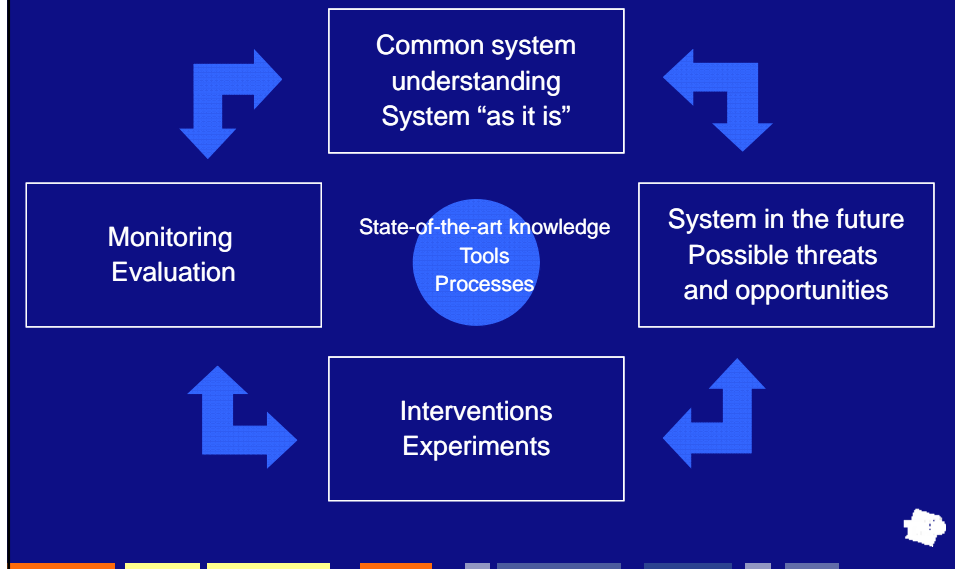 Common system
understanding
System “as it is”
Monitoring
Evaluation
State-of-the-art knowledge
Tools
Processes
System in the future
Possible threats
and opportunities
Interventions
Experiments